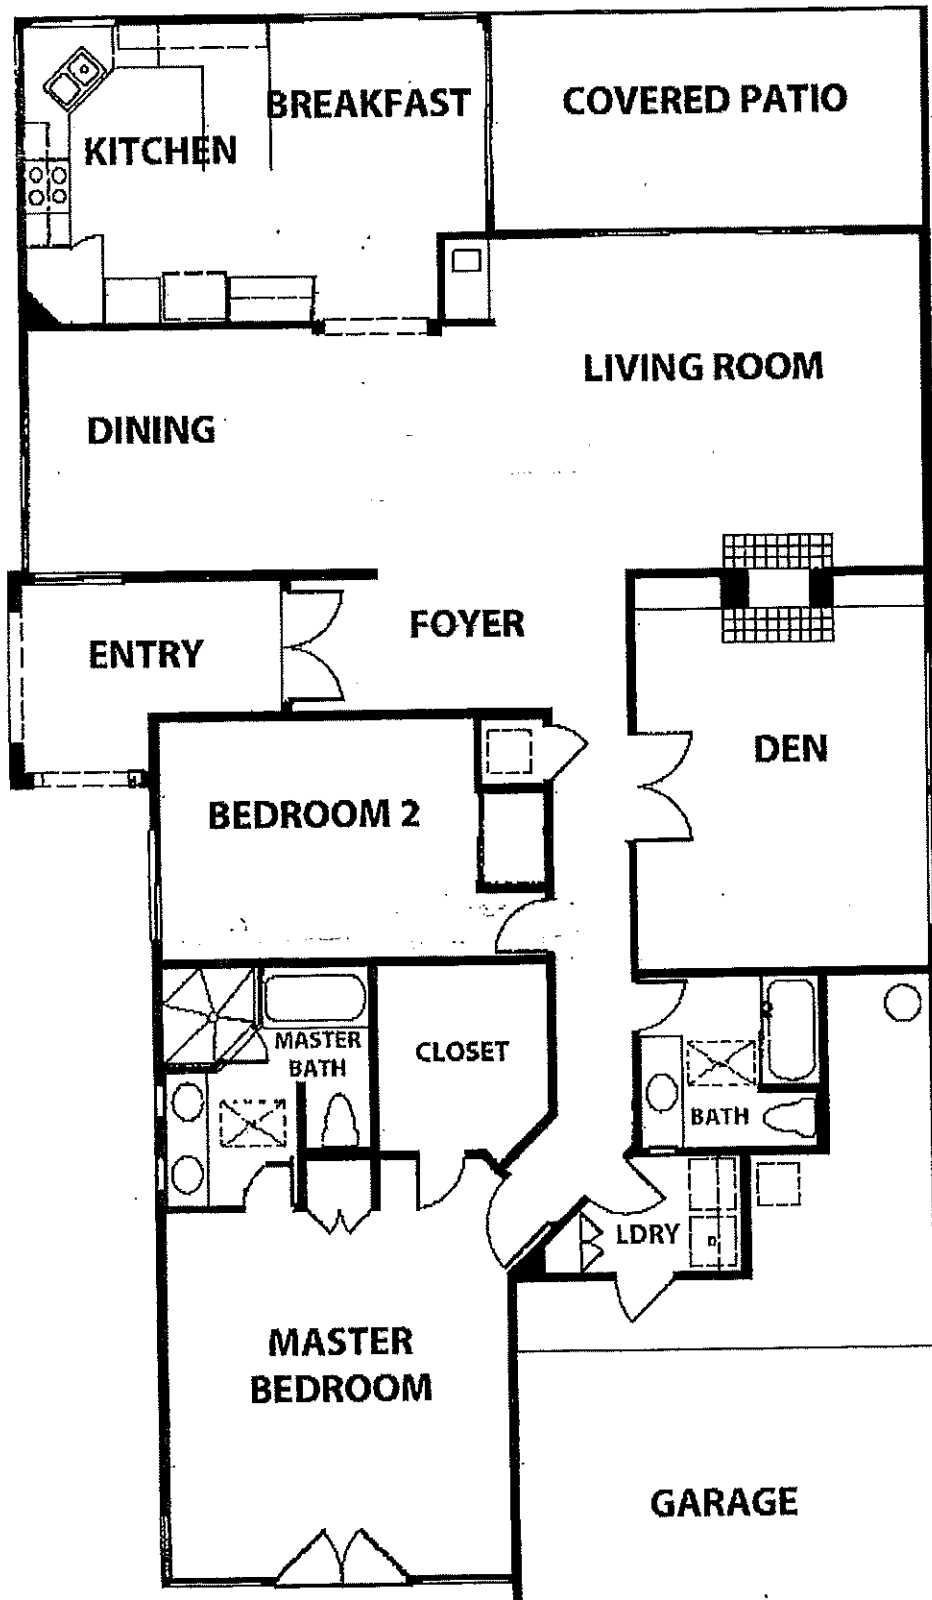 BREAKFAST
COVERED PATIO
KITCHEN
LIVING ROOM
DINING
FOYER
ENTRY
DEN
BEDROOM 2
MASTER
BATH
CLOSET
BATH
LDRY
MASTER
BEDROOM
GARAGE